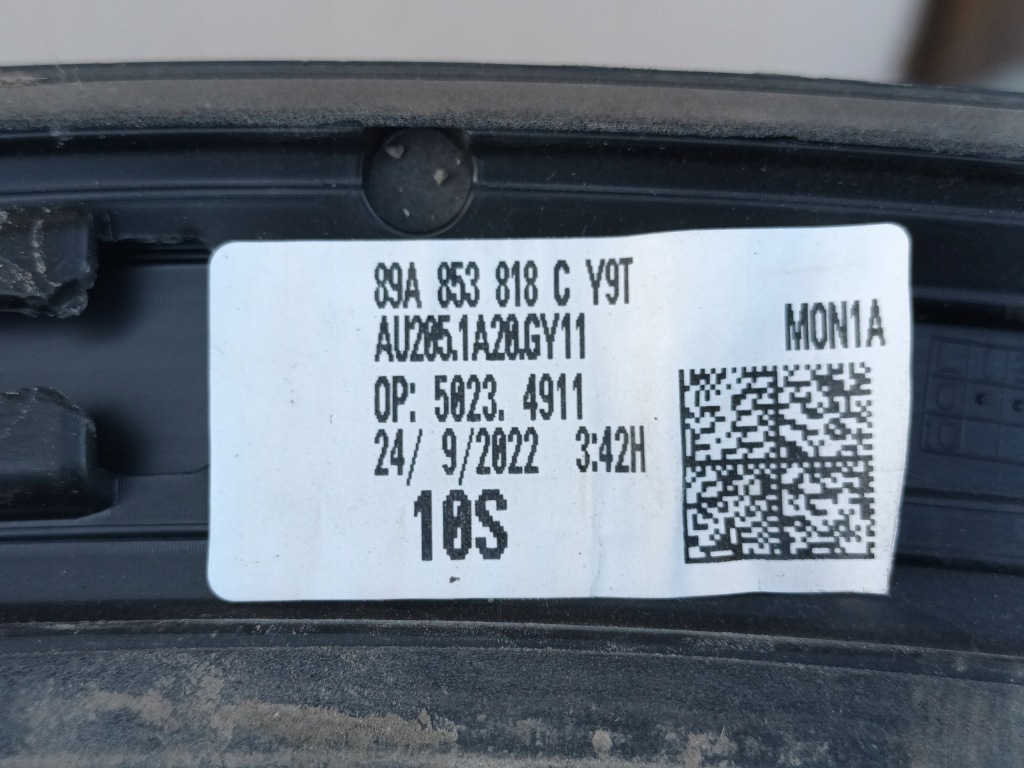 89A 853 818 C Y9T
AU205.1A20.GY11
MON1A
OP: 5023. 4911
24/ 9/2022 3:42H
10S